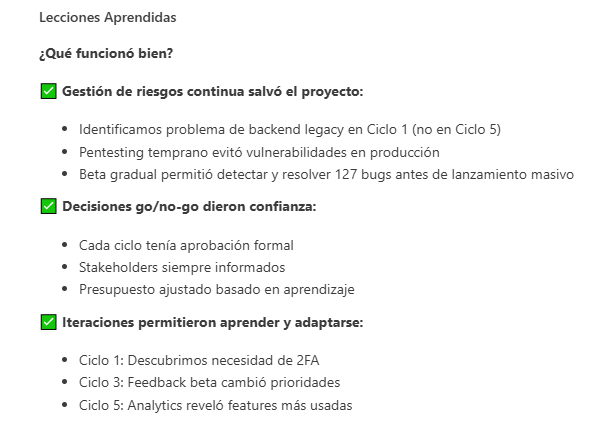 Lecciones Aprendidas
¿Qué funcionó bien?
✅ Gestión de riesgos continua salvó el proyecto:
• Identificamos problema de backend legacy en Ciclo 1 (no en Ciclo 5)
• Pentesting temprano evitó vulnerabilidades en producción
• Beta gradual permitió detectar y resolver 127 bugs antes de lanzamiento masivo
✅ Decisiones go/no-go dieron confianza:
• Cada ciclo tenía aprobación formal
• Stakeholders siempre informados
• Presupuesto ajustado basado en aprendizaje
✅ Iteraciones permitieron aprender y adaptarse:
• Ciclo 1: Descubrimos necesidad de 2FA
• Ciclo 3: Feedback beta cambió prioridades
• Ciclo 5: Analytics reveló features más usadas